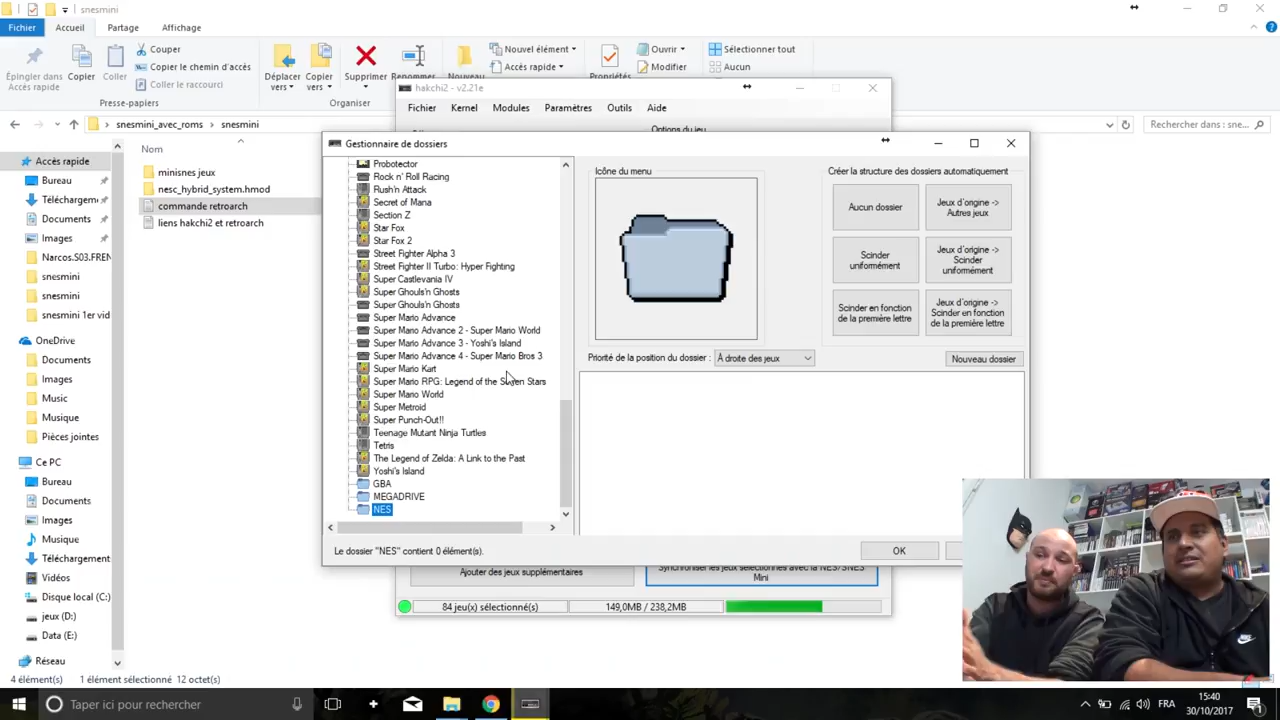 snesmini
Fichier
Accueil
Partage
Affichage
Épingler dans
Accès rapide
Copier
Coller
Couper
Copier le chemin d'accès
Coller le raccourci
Presse-papiers
Déplacer
vers
Copier
vers
Supprimer
Renommer
Organiser
Nouveau
Nouvel élément
Accès rapide
Propriétés
Ouvrir
Modifier
Sélectionner tout
Aucun
snesmini_avec_roms > snesmini
Rechercher dans : sne...
Accès rapide
Bureau
Téléchargeme
Documents
Images
Narcos.S03.FREN
snesmini
snesmini
snesmini 1er vid
OneDrive
Documents
Images
Music
Musique
Pièces jointes
Ce PC
Bureau
Documents
Images
Musique
Téléchargement
Vidéos
Disque local (C:
jeux (D:)
Data (E:)
Réseau
Nom
minisnes jeux
nesc_hybrid_system.hmod
commande retroarch
liens hakchi2 et retroarch
4 élément(s)
1 élément sélectionné 12 octet(s)
hakchi2 - v2.21e
Fichier
Kernel
Modules
Paramètres
Outils
Aide
Options du jeu
Gestionnaire de dossiers
Probotector
Rock n' Roll Racing
Rush'n Attack
Secret of Mana
Section Z
Star Fox
Star Fox 2
Street Fighter Alpha 3
Street Fighter II Turbo: Hyper Fighting
Super Castlevania IV
Super Ghouls'n Ghosts
Super Ghouls'n Ghosts
Super Mario Advance
Super Mario Advance 2 - Super Mario World
Super Mario Advance 3 - Yoshi's Island
Super Mario Advance 4 - Super Mario Bros 3
Super Mario Kart
Super Mario RPG: Legend of the Seven Stars
Super Mario World
Super Metroid
Super Punch-Out!!
Teenage Mutant Ninja Turtles
Tetris
The Legend of Zelda: A Link to the Past
Yoshi's Island
GBA
MEGADRIVE
NES
Le dossier "NES" contient 0 élément(s).
Icône du menu
Créer la structure des dossiers automatiquement
Aucun dossier
Jeux d'origine ->
Autres jeux
Scinder
uniformément
Jeux d'origine ->
Scinder
uniformément
Scinder en fonction
de la première lettre
Jeux d'origine ->
Scinder en fonction
de la première lettre
Priorité de la position du dossier :
À droite des jeux
Nouveau dossier
OK
Ajouter des jeux supplémentaires
Synchroniser les jeux sélectionnés avec la NES/SNES
Mini
84 jeu(x) sélectionné(s)
149,0MB / 238,2MB
Taper ici pour rechercher
FRA
15:40
30/10/2017